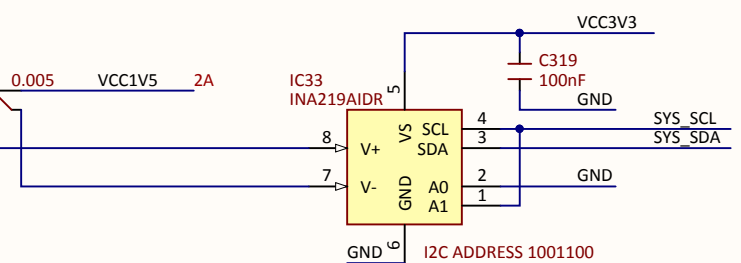 VCC3V3
C319
100nF
GND
0.005 VCC1V5 2A
IC33
INA219AIDR
5
VS
8 V+
7 V-
SCL 4 SYS_SCL
SDA 3 SYS_SDA
A0 2 GND
A1 1
GND
GND 6
I2C ADDRESS 1001100